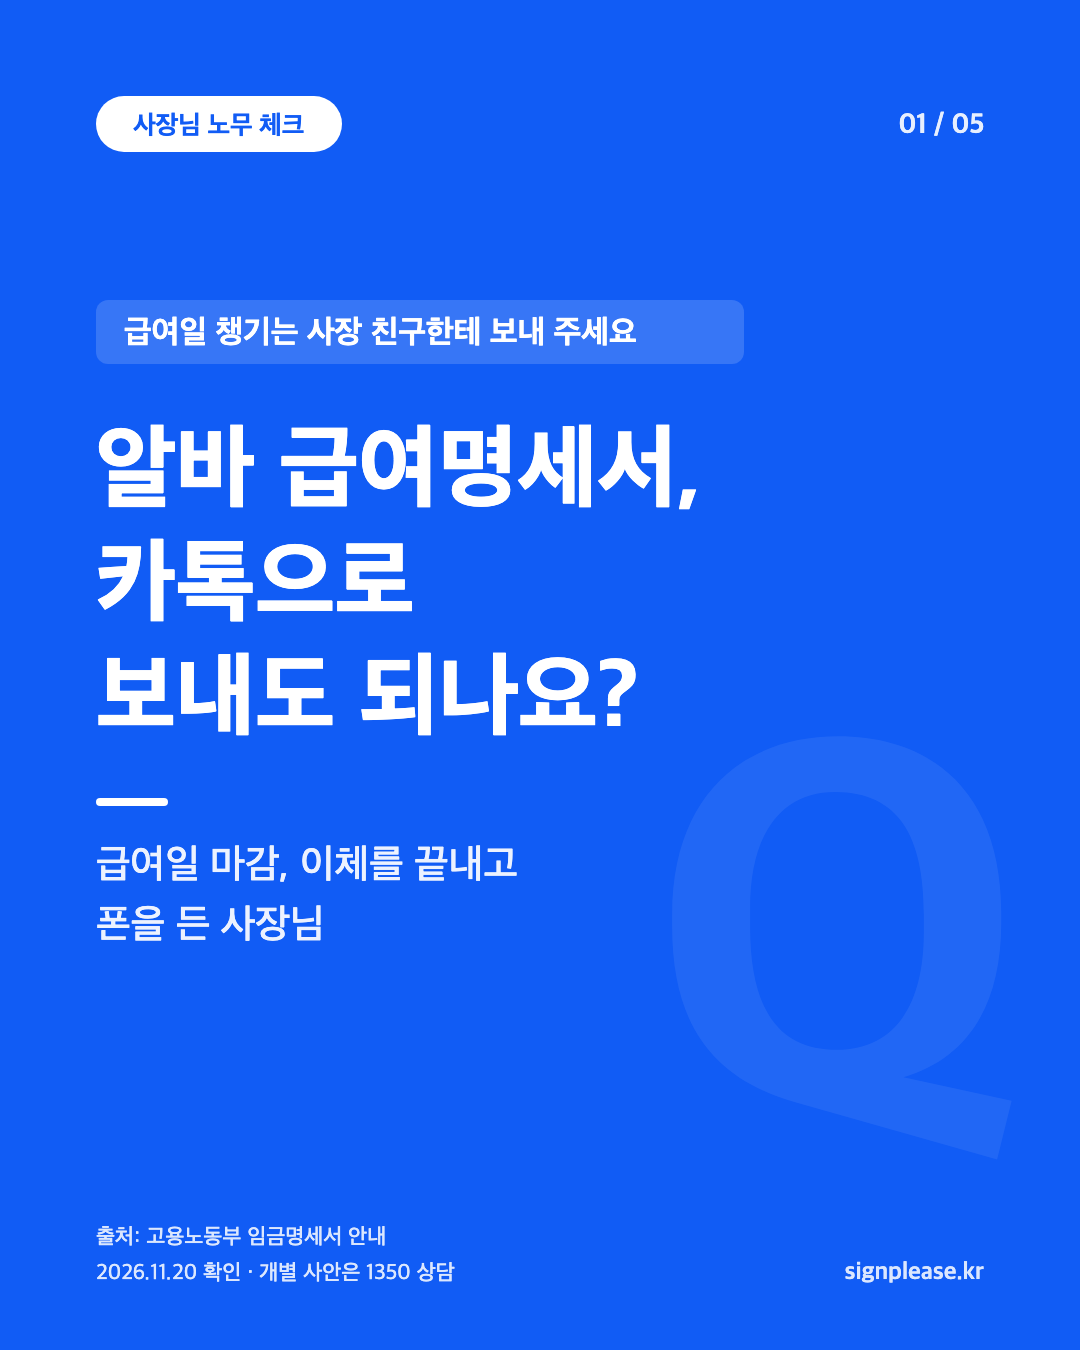 사장님 노무 체크
01 / 05
급여일 챙기는 사장 친구한테 보내 주세요
알바 급여명세서,
카톡으로
보내도 되나요?
급여일 마감, 이체를 끝내고
폰을 든 사장님
Q
출처: 고용노동부 임금명세서 안내
2026.11.20 확인 · 개별 사안은 1350 상담
signplease.kr